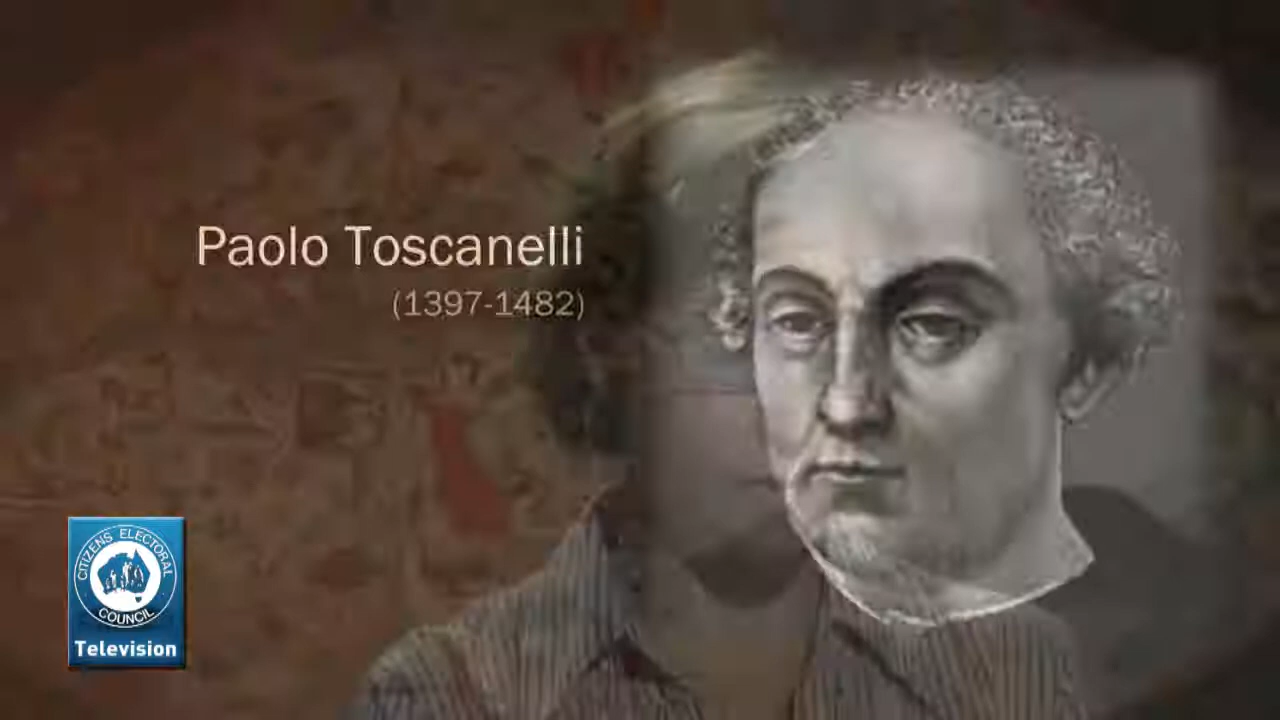 Paolo Toscanelli
(1397-1482)
CITIZENS ELECTORAL
COUNCIL
Television